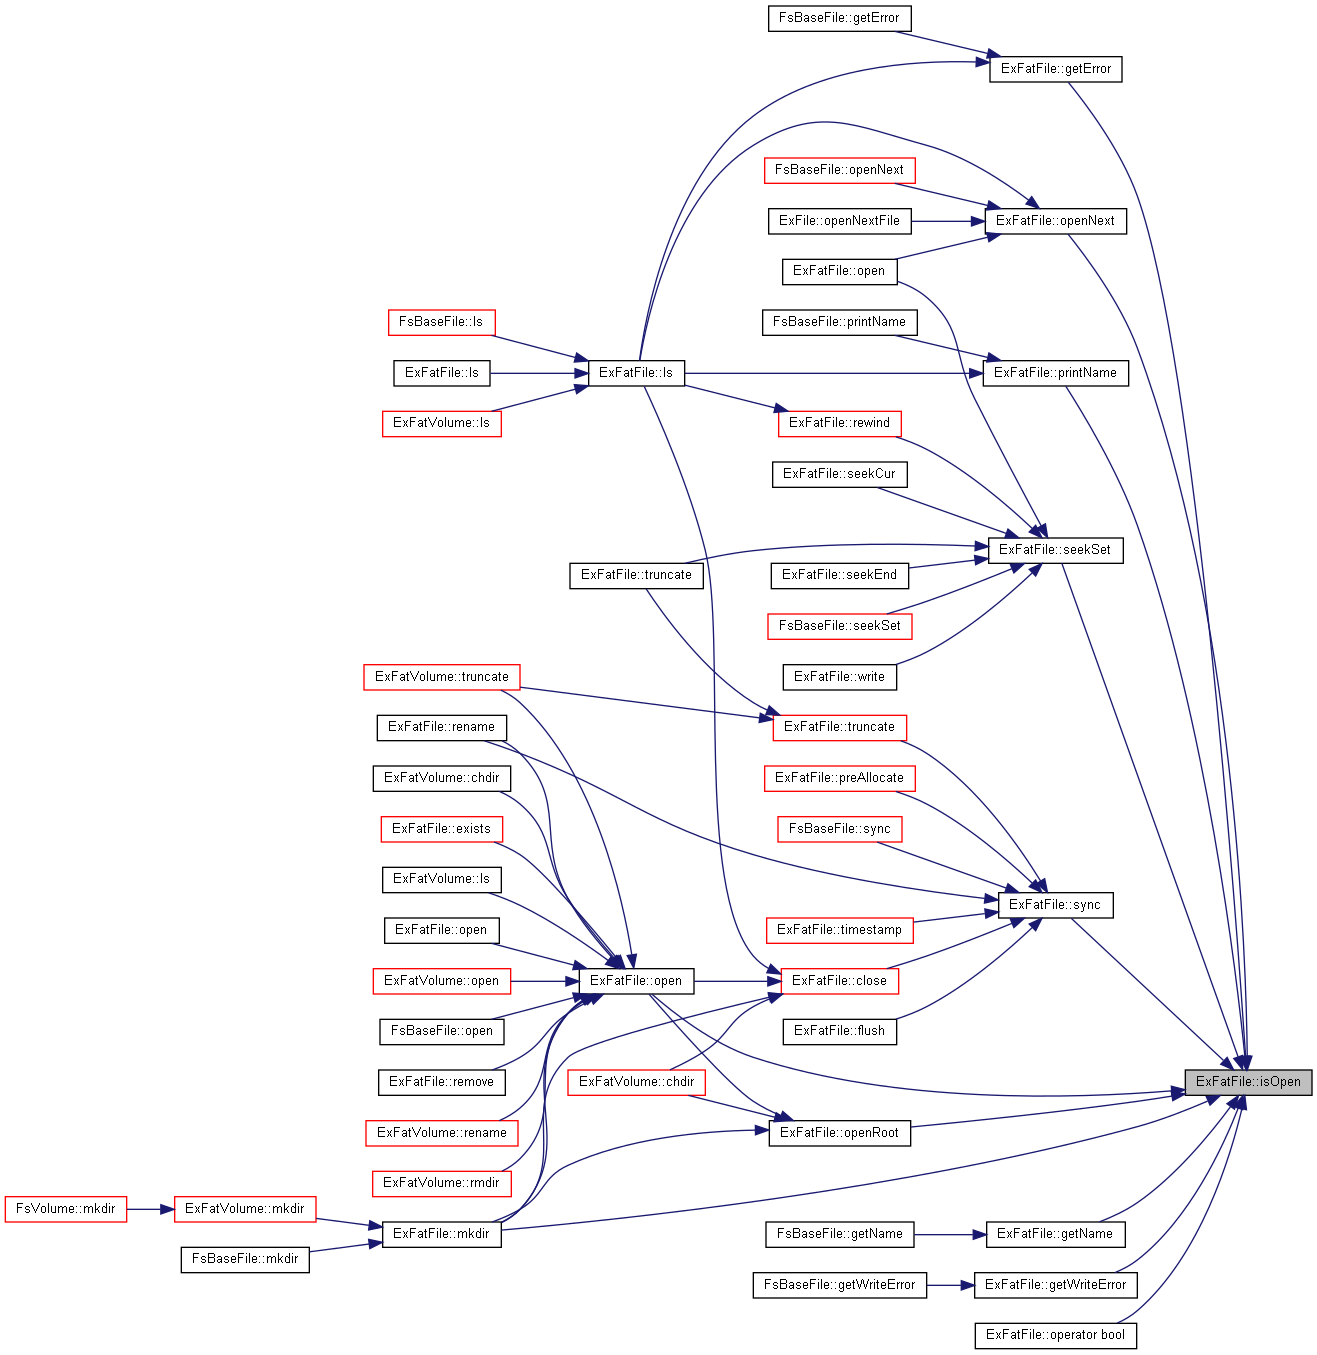 FsBaseFile::getError
ExFatFile::getError
FsBaseFile::openNext
ExFatFile::openNext
ExFile::openNextFile
ExFatFile::open
FsBaseFile::ls
FsBaseFile::printName
ExFatFile::ls
ExFatFile::ls
ExFatFile::printName
ExFatVolume::ls
ExFatFile::rewind
ExFatFile::seekCur
ExFatFile::seekSet
ExFatFile::truncate
ExFatFile::seekEnd
FsBaseFile::seekSet
ExFatVolume::truncate
ExFatFile::write
ExFatFile::rename
ExFatFile::truncate
ExFatVolume::chdir
ExFatFile::preAllocate
ExFatFile::exists
FsBaseFile::sync
ExFatVolume::ls
ExFatFile::sync
ExFatFile::open
ExFatFile::timestamp
ExFatVolume::open
ExFatFile::open
ExFatFile::close
FsBaseFile::open
ExFatFile::flush
ExFatFile::remove
ExFatVolume::chdir
ExFatFile::isOpen
ExFatVolume::rename
ExFatFile::openRoot
ExFatVolume::rmdir
FsVolume::mkdir
ExFatVolume::mkdir
ExFatFile::mkdir
FsBaseFile::getName
ExFatFile::getName
FsBaseFile::mkdir
FsBaseFile::getWriteError
ExFatFile::getWriteError
ExFatFile::operator bool